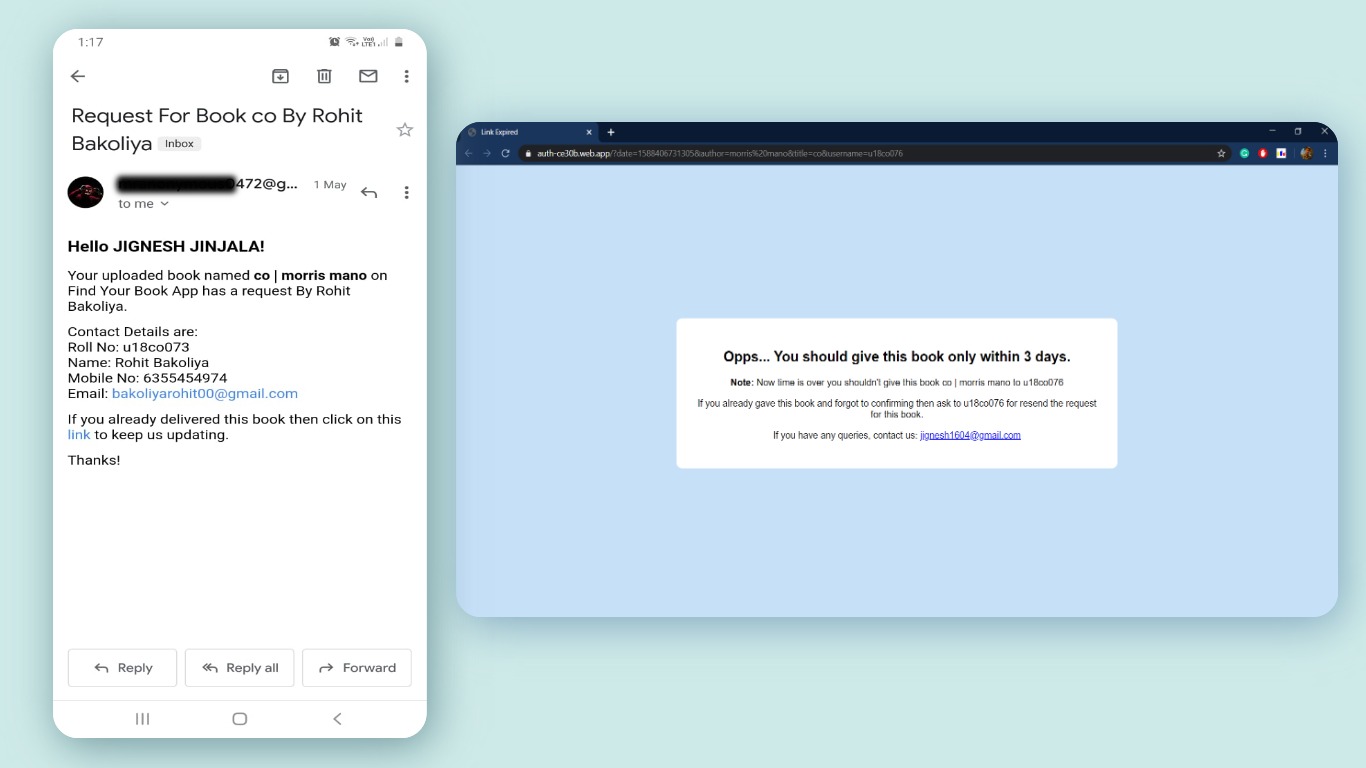 1:17
Request For Book co By Rohit
Bakoliya Inbox
472@g... 1 May
to me
Hello JIGNESH JINJALA!
Your uploaded book named co | morris mano on
Find Your Book App has a request By Rohit
Bakoliya.
Contact Details are:
Roll No: u18co073
Name: Rohit Bakoliya
Mobile No: 6355454974
Email: bakoliyarohit00@gmail.com
If you already delivered this book then click on this
link to keep us updating.
Thanks!
Reply Reply all Forward
Link Expired
auth-ce30b.web.app/?date=1588406731305&author=morris%20mano&title=co&username=u18co076
Opps... You should give this book only within 3 days.
Note: Now time is over you shouldn't give this book co | morris mano to u18co076
If you already gave this book and forgot to confirming then ask to u18co076 for resend the request
for this book.
If you have any queries, contact us: jignesh1604@gmail.com